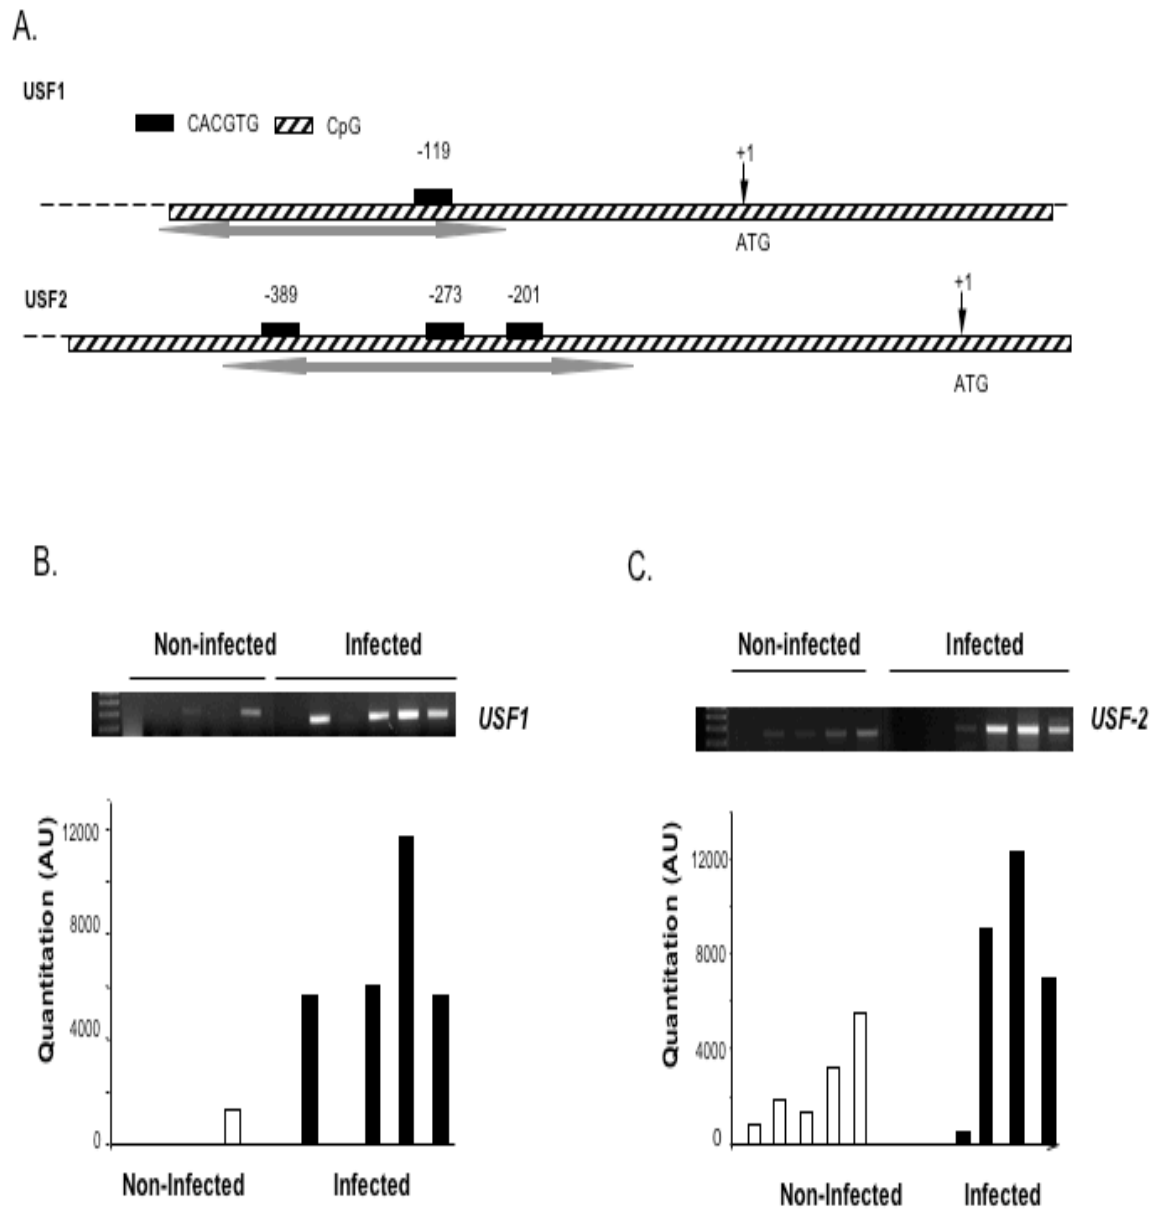 A.
USF1
CACGTG CpG
-119 +1
ATG
USF2
-389 -273 -201 +1
ATG
B.
Non-infected Infected
USF1
Quantitation (AU)
12000
8000
4000
0
Non-Infected Infected
C.
Non-infected Infected
USF-2
Quantitation (AU)
12000
8000
4000
0
Non-Infected Infected